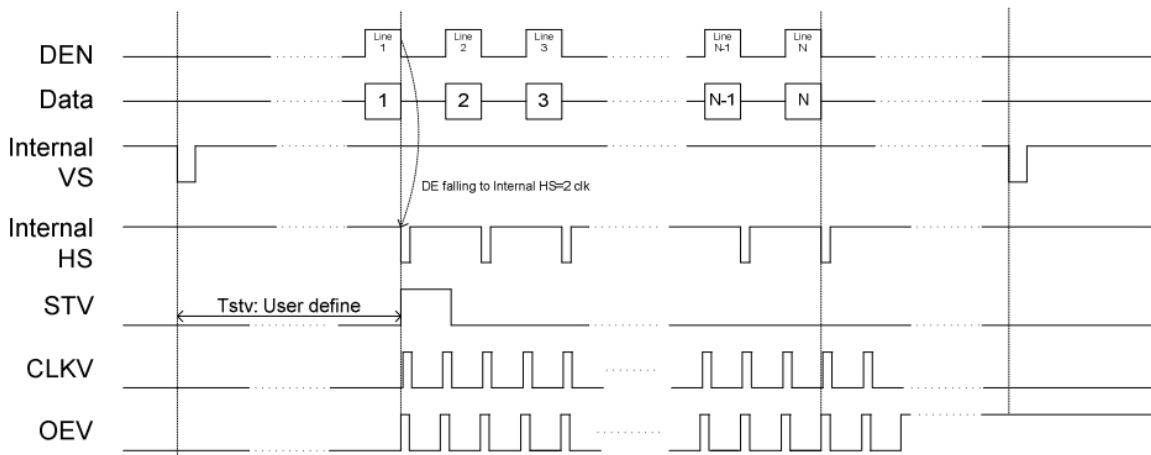 DEN
Line
1
Line
2
Line
3
Line
N-1
Line
N
Data
1
2
3
N-1
N
Internal
VS
DE falling to Internal HS=2 clk
Internal
HS
STV
Tstv: User define
CLKV
OEV